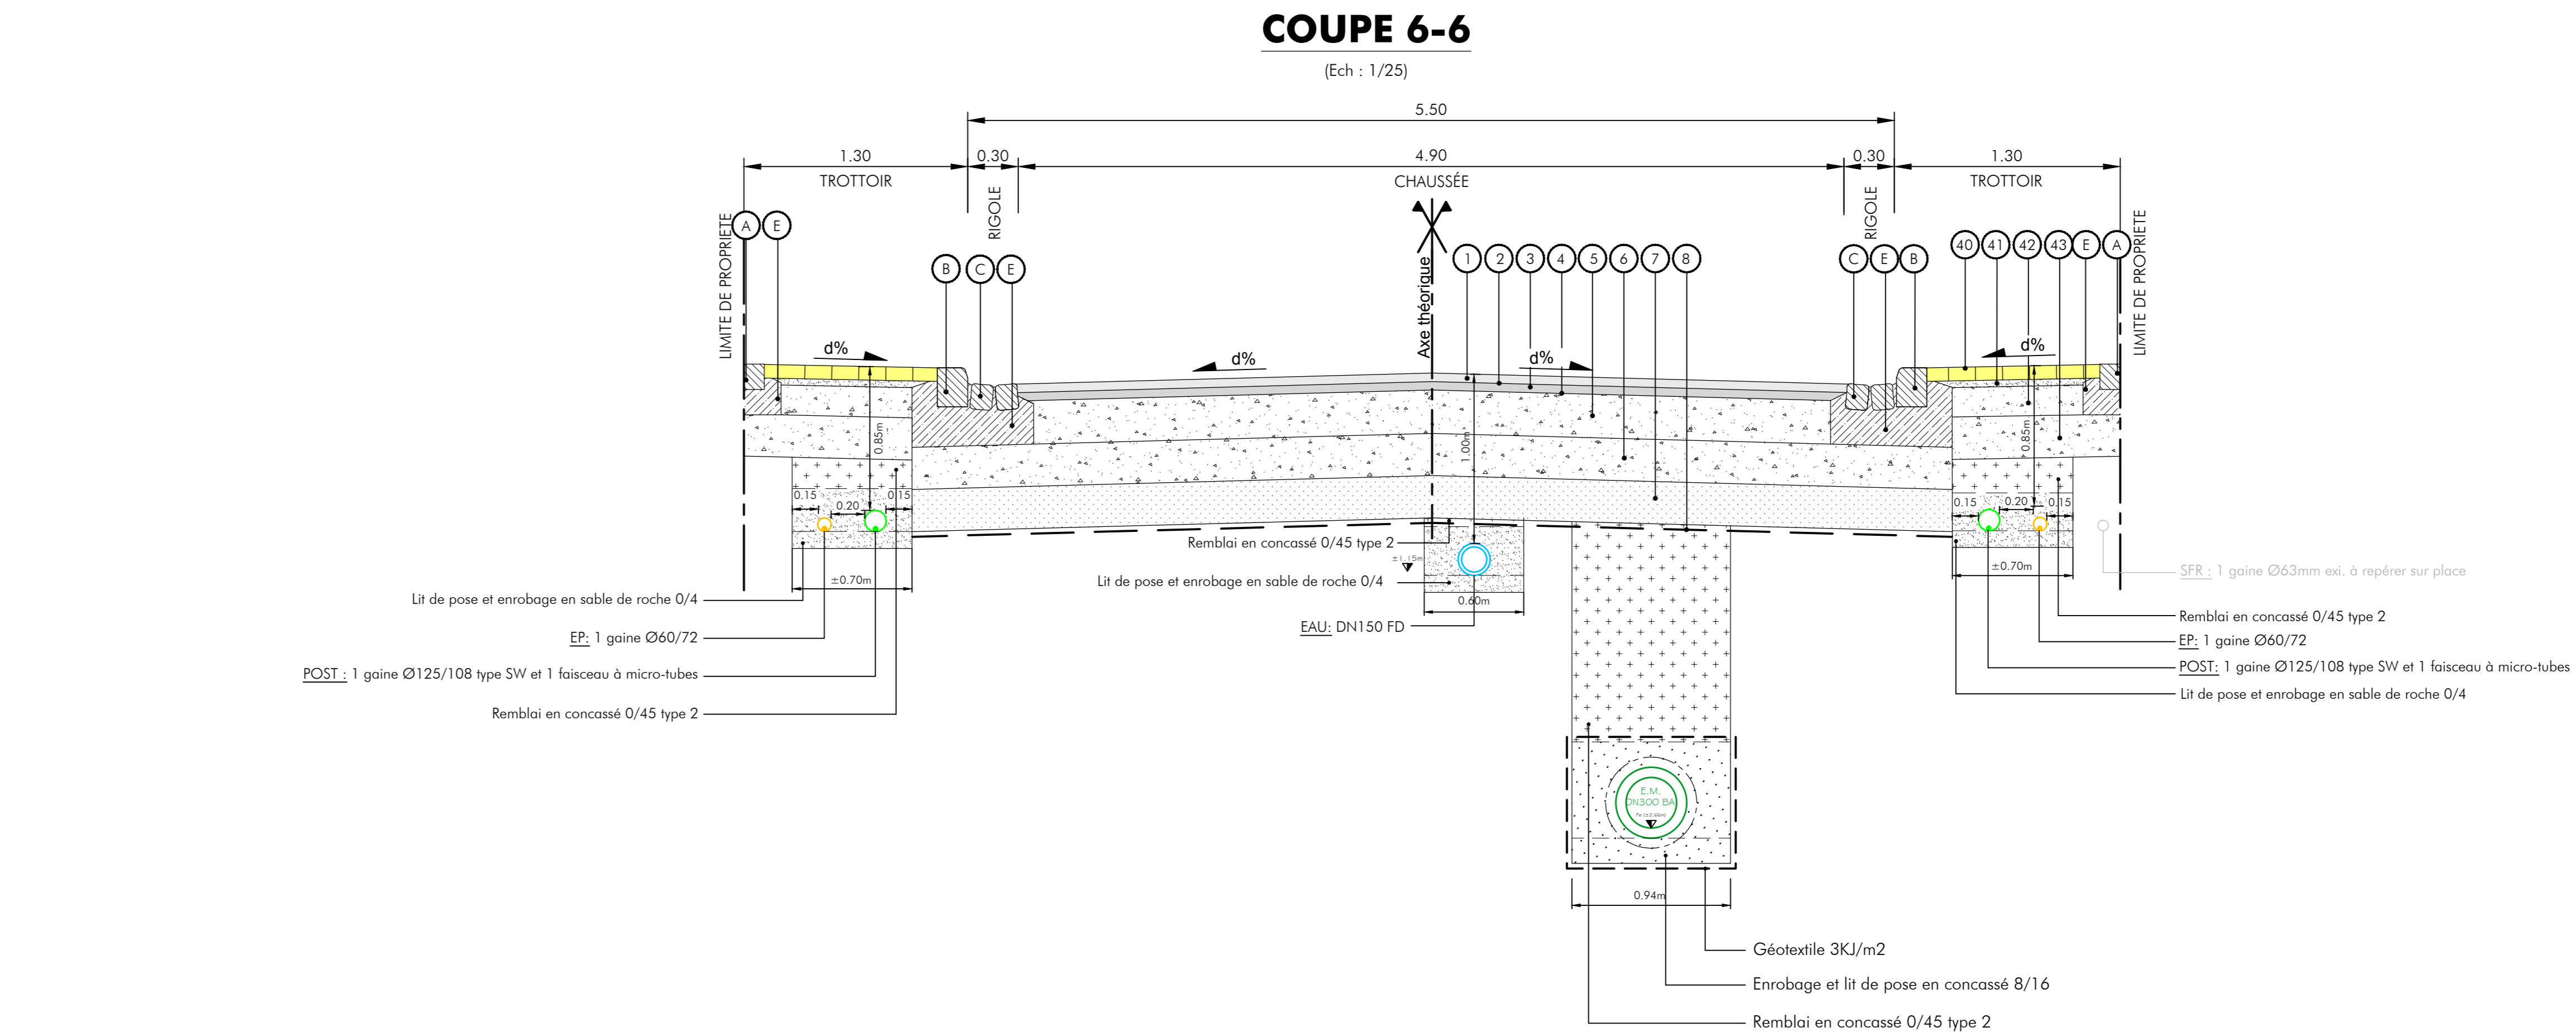 COUPE 6-6
(Ech : 1/25)
5.50
1.30
0.30
4.90
0.30
1.30
TROTTOIR
RIGOLE
CHAUSSÉE
RIGOLE
TROTTOIR
LIMITE DE PROPRIETE
A
E
B
C
E
Axe théorique
1
2
3
4
5
6
7
8
C
E
B
40
41
42
43
E
A
LIMITE DE PROPRIETE
d%
d%
d%
d%
0.85m
1.00m
0.85m
0.15
0.20
0.15
0.15
0.20
0.15
±0.70m
±0.70m
Remblai en concassé 0/45 type 2
±1.15m
Lit de pose et enrobage en sable de roche 0/4
0.60m
EAU: DN150 FD
Lit de pose et enrobage en sable de roche 0/4
EP: 1 gaine Ø60/72
POST : 1 gaine Ø125/108 type SW et 1 faisceau à micro-tubes
Remblai en concassé 0/45 type 2
SFR : 1 gaine Ø63mm exi. à repérer sur place
Remblai en concassé 0/45 type 2
EP: 1 gaine Ø60/72
POST: 1 gaine Ø125/108 type SW et 1 faisceau à micro-tubes
Lit de pose et enrobage en sable de roche 0/4
E.M.
DN300 BA
0.94m
Géotextile 3KJ/m2
Enrobage et lit de pose en concassé 8/16
Remblai en concassé 0/45 type 2